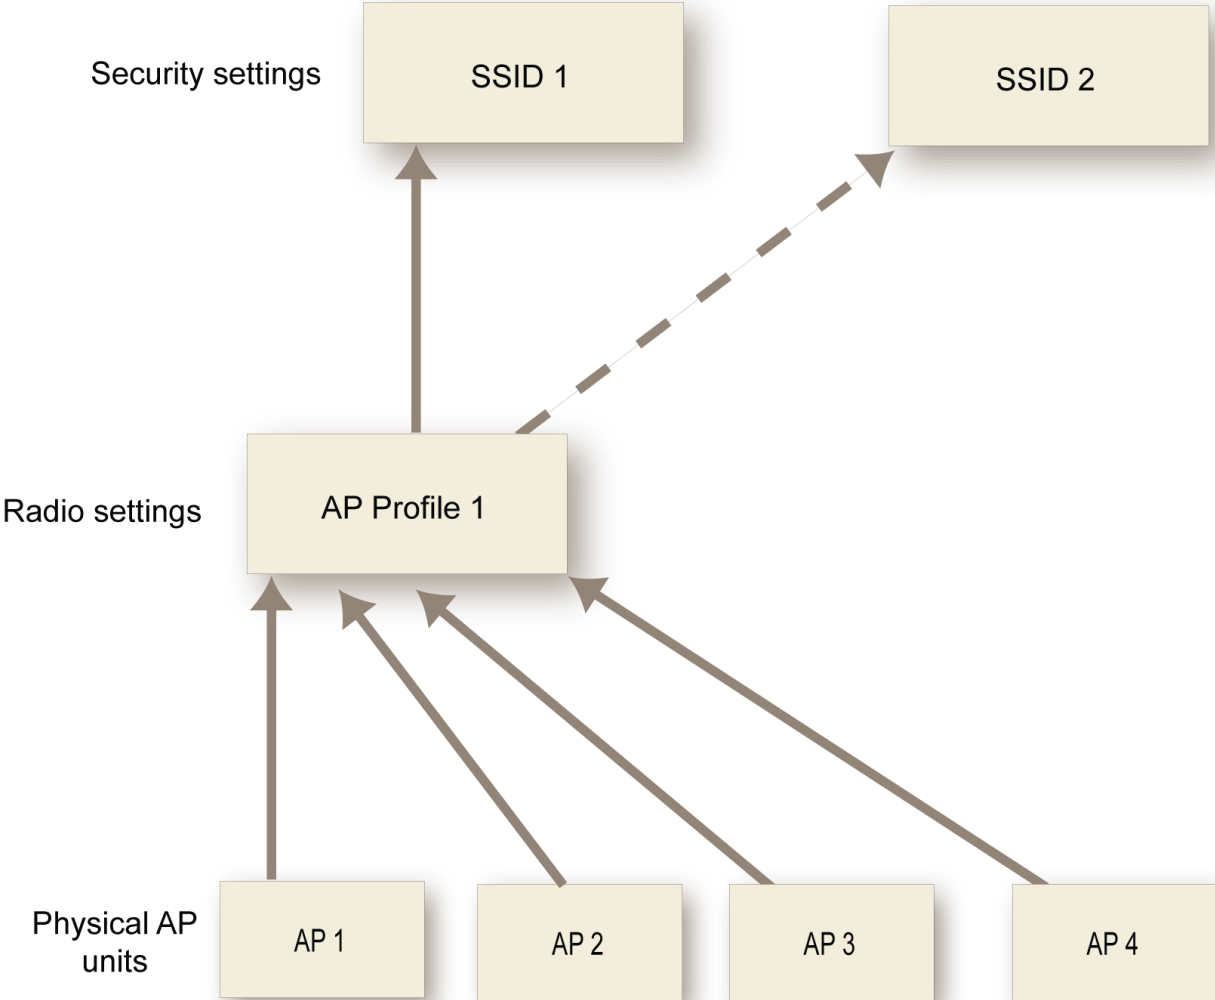 Security settings
SSID 1
SSID 2
Radio settings
AP Profile 1
Physical AP
units
AP 1
AP 2
AP 3
AP 4